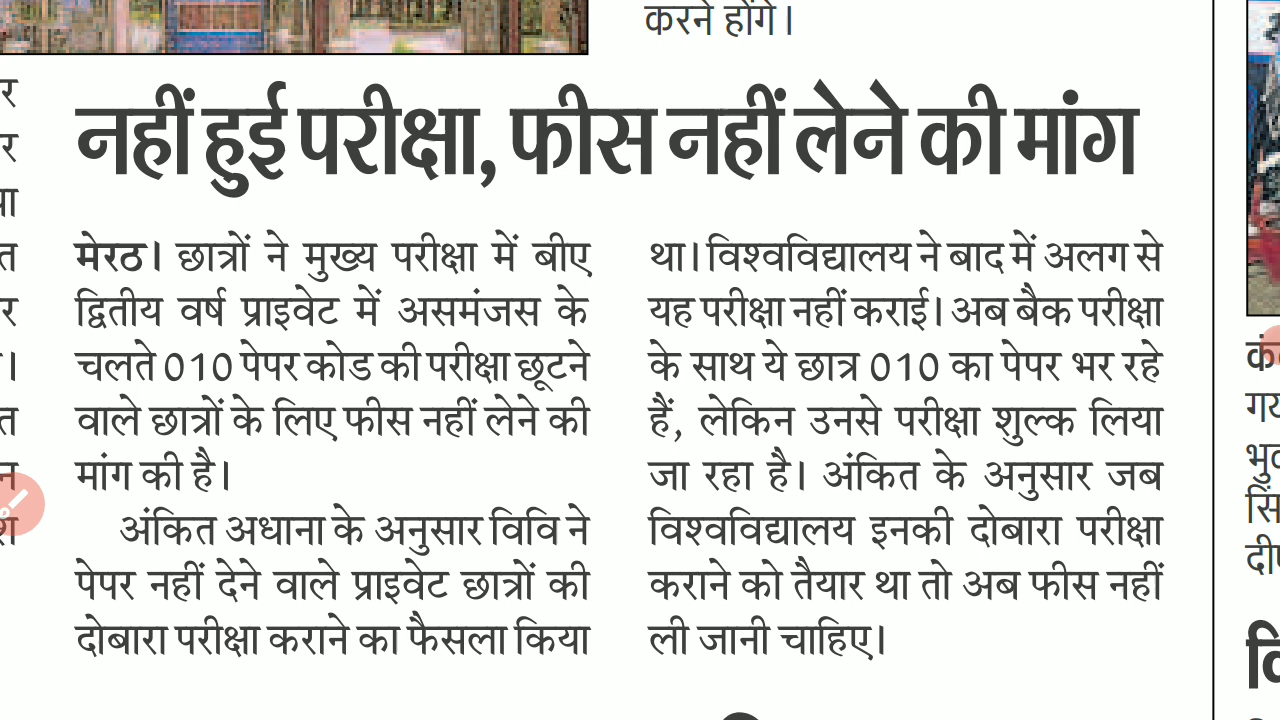 करने होंगे।
नहीं हुई परीक्षा, फीस नहीं लेने की मांग
मेरठ। छात्रों ने मुख्य परीक्षा में बीए
द्वितीय वर्ष प्राइवेट में असमंजस के
चलते 010 पेपर कोड की परीक्षा छूटने
वाले छात्रों के लिए फीस नहीं लेने की
मांग की है।
अंकित अधाना के अनुसार विवि ने
पेपर नहीं देने वाले प्राइवेट छात्रों की
दोबारा परीक्षा कराने का फैसला किया
था। विश्वविद्यालय ने बाद में अलग से
यह परीक्षा नहीं कराई। अब बैक परीक्षा
के साथ ये छात्र 010 का पेपर भर रहे
हैं, लेकिन उनसे परीक्षा शुल्क लिया
जा रहा है। अंकित के अनुसार जब
विश्वविद्यालय इनकी दोबारा परीक्षा
कराने को तैयार था तो अब फीस नहीं
ली जानी चाहिए।